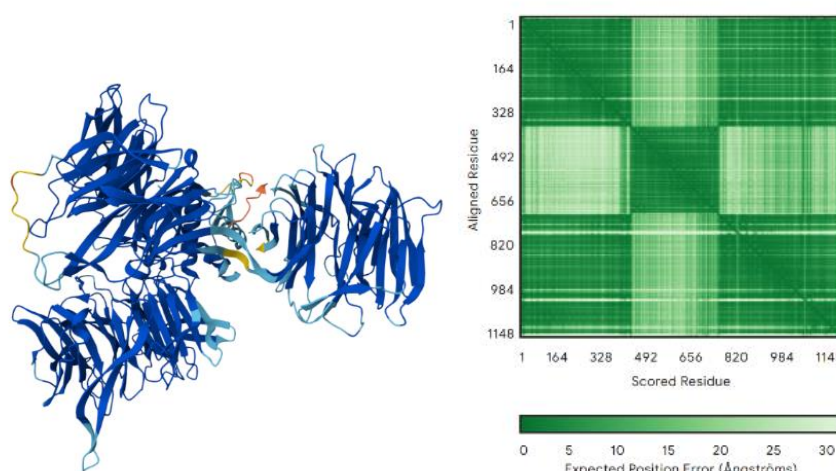 1
164
328
492
656
820
984
1148
Aligned Residue
1 164 328 492 656 820 984 114
Scored Residue
0 5 10 15 20 25 30
Expected Position Error (Ångströms)